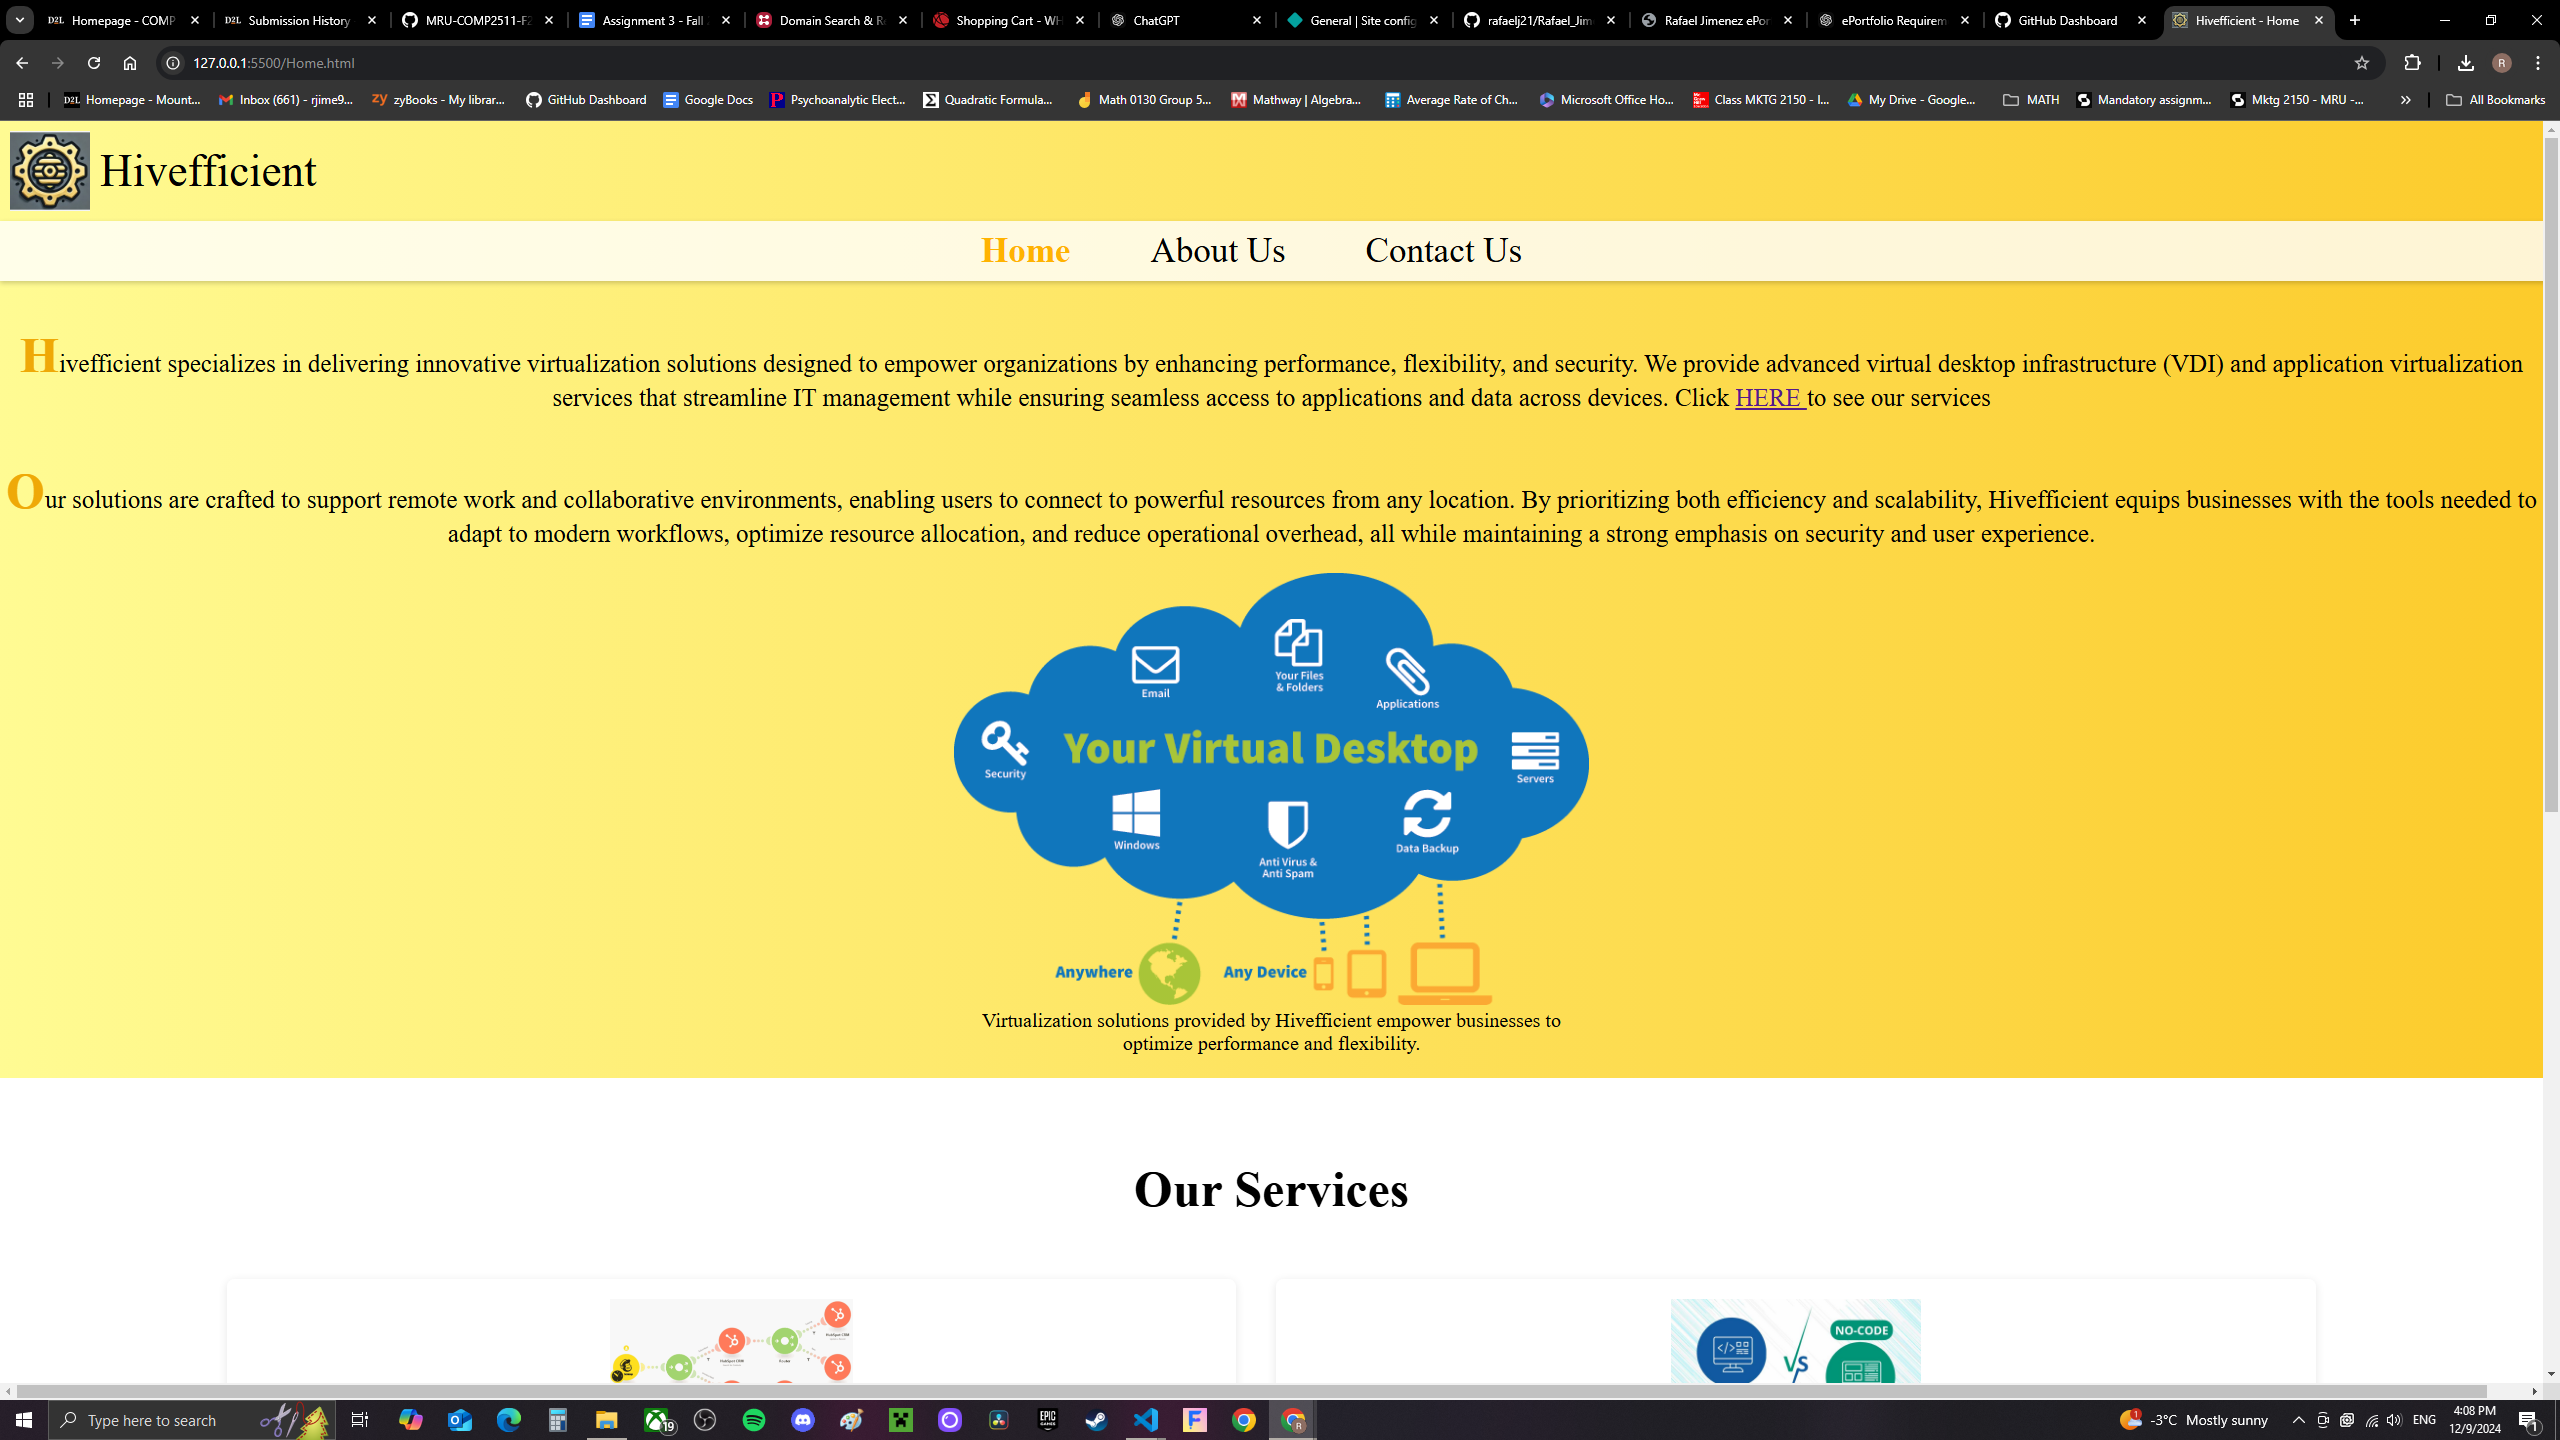 Homepage - COMP
Submission History
MRU-COMP2511-F2
Assignment 3 - Fall
Domain Search & Re
Shopping Cart - WH
ChatGPT
General | Site config
rafaelj21/Rafael_Jim
Rafael Jimenez ePor
ePortfolio Requirem
GitHub Dashboard
Hivefficient - Home
127.0.0.1:5500/Home.html
D2L Homepage - Mount...
Inbox (661) - rjime9...
zy zyBooks - My librar...
GitHub Dashboard
Google Docs
Psychoanalytic Elect...
Quadratic Formula...
Math 0130 Group 5...
Mathway | Algebra...
Average Rate of Ch...
Microsoft Office Ho...
Class MKTG 2150 - I...
My Drive - Google...
MATH
Mandatory assignm...
Mktg 2150 - MRU -...
All Bookmarks
Hivefficient
Home About Us Contact Us
Hivefficient specializes in delivering innovative virtualization solutions designed to empower organizations by enhancing performance, flexibility, and security. We provide advanced virtual desktop infrastructure (VDI) and application virtualization
services that streamline IT management while ensuring seamless access to applications and data across devices. Click HERE to see our services
Our solutions are crafted to support remote work and collaborative environments, enabling users to connect to powerful resources from any location. By prioritizing both efficiency and scalability, Hivefficient equips businesses with the tools needed to
adapt to modern workflows, optimize resource allocation, and reduce operational overhead, all while maintaining a strong emphasis on security and user experience.
Email
Your Files
& Folders
Applications
Security
Your Virtual Desktop
Servers
Windows
Anti Virus &
Anti Spam
Data Backup
Anywhere
Any Device
Virtualization solutions provided by Hivefficient empower businesses to
optimize performance and flexibility.
Our Services
NO-CODE
VS
Type here to search
19
EPIC
GAMES
1
-3°C Mostly sunny
ENG
4:08 PM
12/9/2024
1